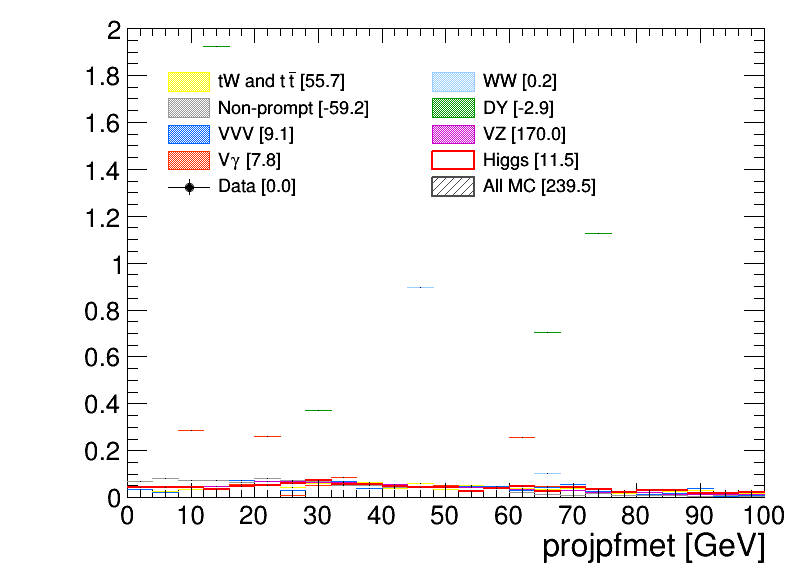 2
1.8
1.6
1.4
1.2
1
0.8
0.6
0.4
0.2
0
tW and t t̄ [55.7]
Non-prompt [-59.2]
VVV [9.1]
Vγ [7.8]
Data [0.0]
WW [0.2]
DY [-2.9]
VZ [170.0]
Higgs [11.5]
All MC [239.5]
0 10 20 30 40 50 60 70 80 90 100
projpfmet [GeV]